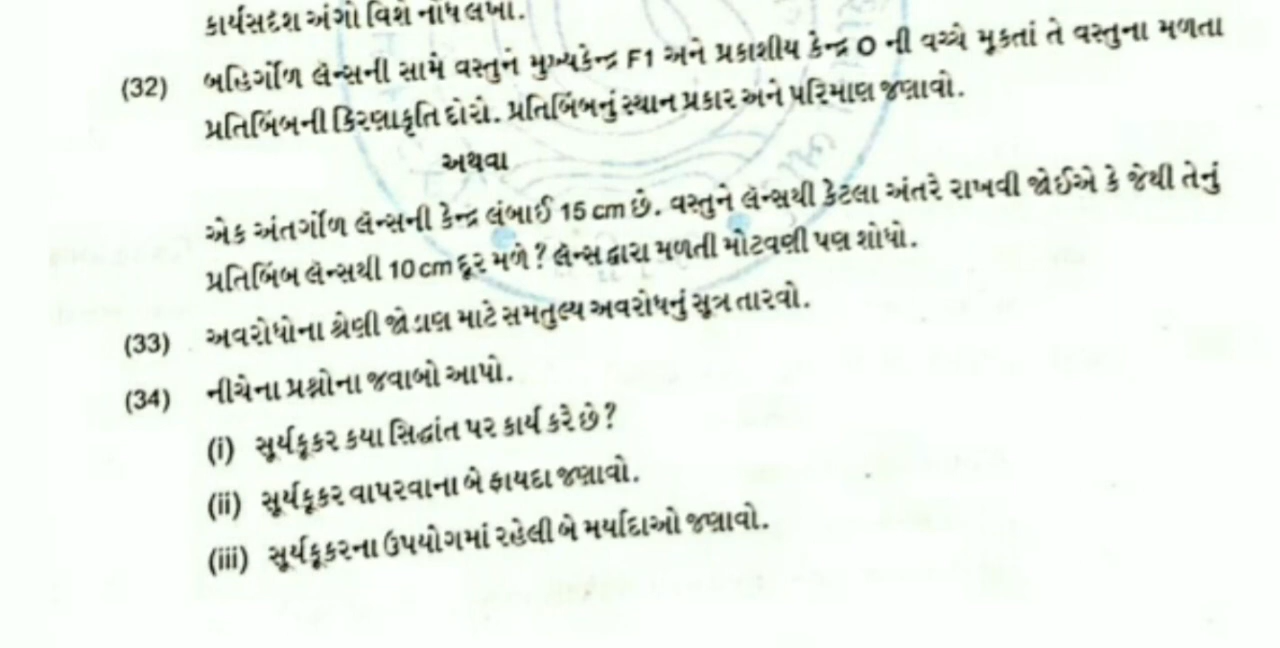 કાર્યસદશ અંગો વિશે નોંધ લખો.
(32) બહિર્ગોળ લૅન્સની સામે વસ્તુને મુખ્યકેન્દ્ર F1 અને પ્રકાશીય કેન્દ્ર O ની વચ્ચે મૂકતાં તે વસ્તુના મળતા
પ્રતિબિંબની કિરણાકૃતિ દોરો. પ્રતિબિંબનું સ્થાન પ્રકાર અને પરિમાણ જણાવો.
અથવા
એક અંતર્ગોળ લૅન્સની કેન્દ્ર લંબાઈ 15 cm છે. વસ્તુને લૅન્સથી કેટલા અંતરે રાખવી જોઈએ કે જેથી તેનું
પ્રતિબિંબ લૅન્સથી 10 cm દૂર મળે? લૅન્સ દ્વારા મળતી મોટવણી પણ શોધો.
(33) અવરોધોના શ્રેણી જોડાણ માટે સમતુલ્ય અવરોધનું સૂત્ર તારવો.
(34) નીચેના પ્રશ્નોના જવાબો આપો.
(i) સૂર્યકૂકર કયા સિદ્ધાંત પર કાર્ય કરે છે?
(ii) સૂર્યકૂકર વાપરવાના બે ફાયદા જણાવો.
(iii) સૂર્યકૂકરના ઉપયોગમાં રહેલી બે મર્યાદાઓ જણાવો.